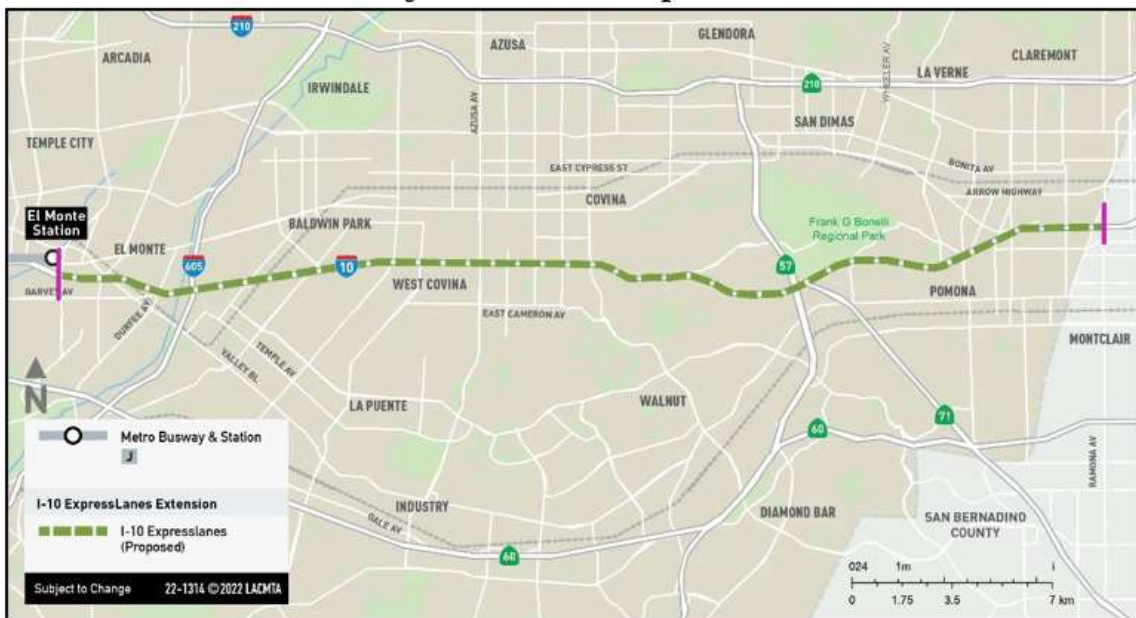 210
ARCADIA
AZUSA
GLENDORA
CLAREMONT
LA VERNE
WHEELER AV
IRWINDALE
AZUSA AV
210
SAN DIMAS
TEMPLE CITY
EAST CYPRESS ST
BONITA AV
ARROW HIGHWAY
COVINA
El Monte
Station
BALDWIN PARK
Frank G Bonelli
Regional Park
EL MONTE
605
10
57
WEST COVINA
POMONA
DURFEE AV
EAST CAMERON AV
MONTCLAIR
VALLEY BL
TEMPLE AV
N
LA PUENTE
WALNUT
71
60
RAMONA AV
Metro Busway & Station
J
I-10 ExpressLanes Extension
I-10 Expresslanes
(Proposed)
INDUSTRY
GALE AV
60
DIAMOND BAR
SAN BERNADINO
COUNTY
Subject to Change 22-1314 ©2022 LACMTA
024 1m i
0 1.75 3.5 7 km